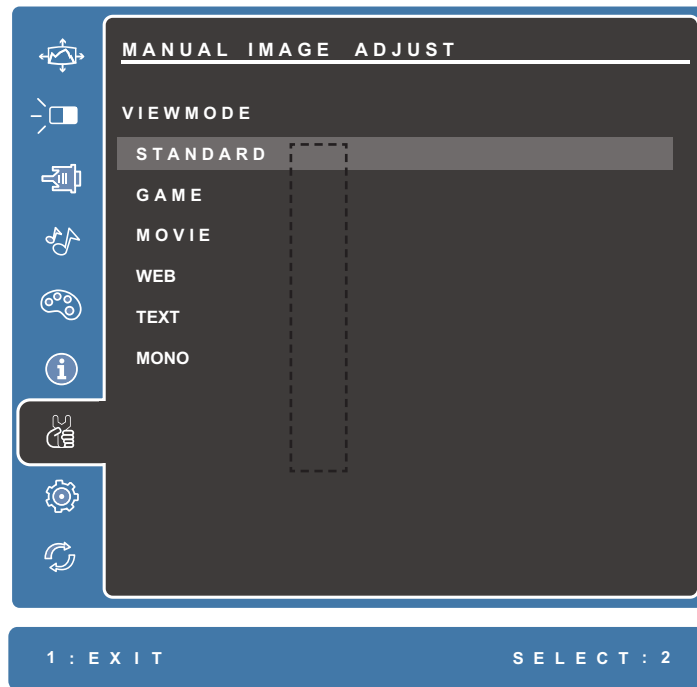 MANUAL IMAGE ADJUST
VIEWMODE
STANDARD
GAME
MOVIE
WEB
TEXT
MONO
1 : EXIT
SELECT : 2